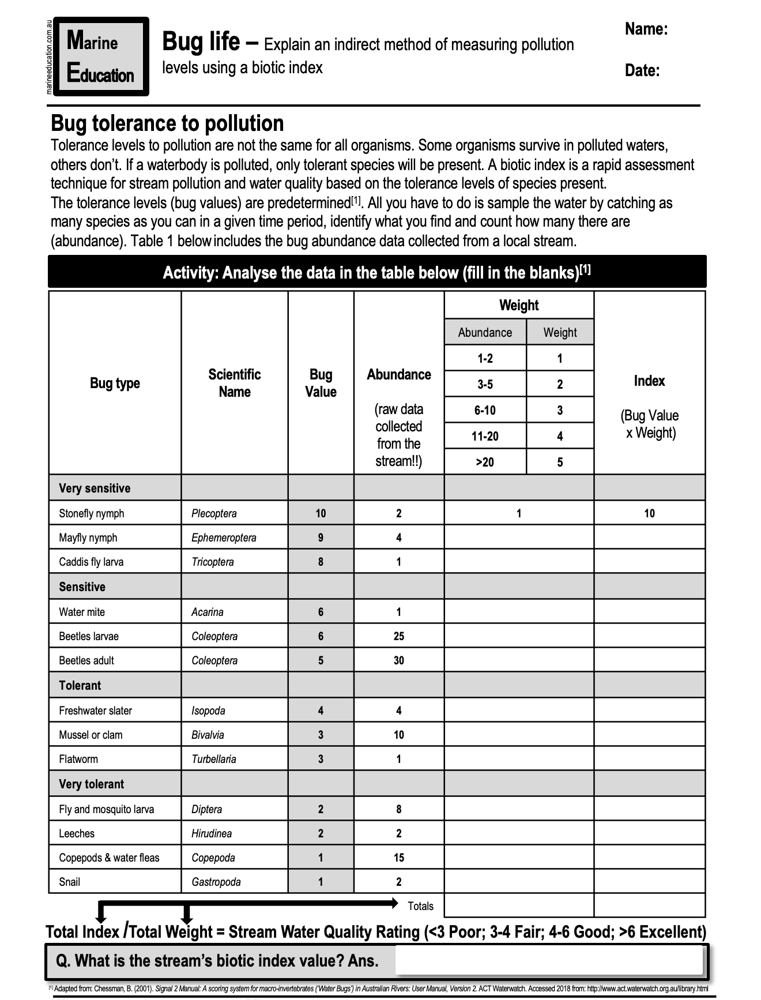 marineeducation.com.au
Marine
Education
Bug life – Explain an indirect method of measuring pollution
levels using a biotic index
Name:
Date:
Bug tolerance to pollution
Tolerance levels to pollution are not the same for all organisms. Some organisms survive in polluted waters,
others don't. If a waterbody is polluted, only tolerant species will be present. A biotic index is a rapid assessment
technique for stream pollution and water quality based on the tolerance levels of species present.
The tolerance levels (bug values) are predetermined[1]. All you have to do is sample the water by catching as
many species as you can in a given time period, identify what you find and count how many there are
(abundance). Table 1 below includes the bug abundance data collected from a local stream.
Activity: Analyse the data in the table below (fill in the blanks)[1]
Bug type
Scientific
Name
Bug
Value
Abundance
(raw data
collected
from the
stream!!)
Weight
Abundance Weight
1-2 1
3-5 2
6-10 3
11-20 4
>20 5
Index
(Bug Value
x Weight)
Very sensitive
Stonefly nymph Plecoptera 10 2 1 10
Mayfly nymph Ephemeroptera 9 4
Caddis fly larva Tricoptera 8 1
Sensitive
Water mite Acarina 6 1
Beetles larvae Coleoptera 6 25
Beetles adult Coleoptera 5 30
Tolerant
Freshwater slater Isopoda 4 4
Mussel or clam Bivalvia 3 10
Flatworm Turbellaria 3 1
Very tolerant
Fly and mosquito larva Diptera 2 8
Leeches Hirudinea 2 2
Copepods & water fleas Copepoda 1 15
Snail Gastropoda 1 2
Totals
Total Index /Total Weight = Stream Water Quality Rating (<3 Poor; 3-4 Fair; 4-6 Good; >6 Excellent)
Q. What is the stream's biotic index value? Ans.
[1] Adapted from: Chessman, B. (2001). Signal 2 Manual: A scoring system for macro-invertebrates ('Water Bugs') in Australian Rivers: User Manual, Version 2. ACT Waterwatch. Accessed 2018 from: http://www.act.waterwatch.org.au/library.html